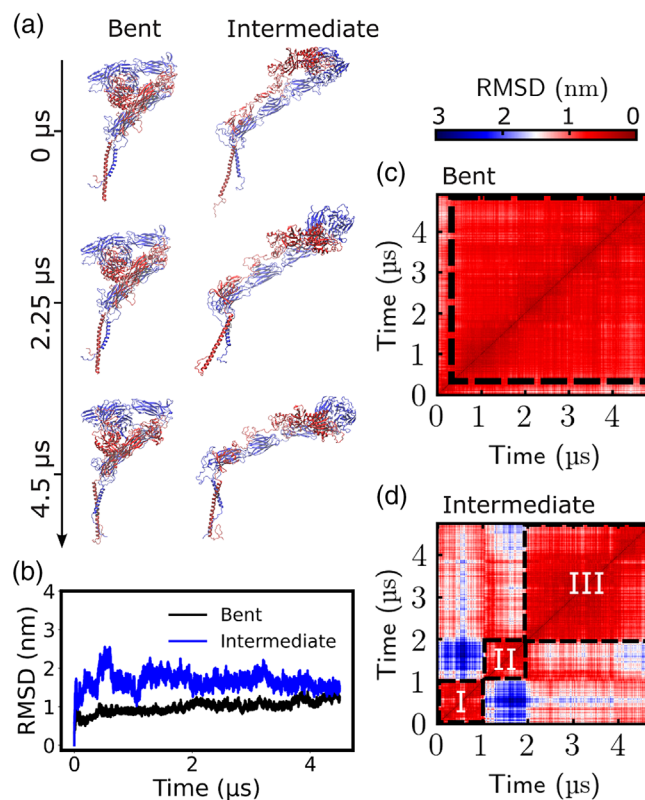 (a)
Bent
Intermediate
0 µs
2.25 µs
4.5 µs
RMSD (nm)
3
2
1
0
(c)
Bent
Time (µs)
4
3
2
1
0
0
1
2
3
4
Time (µs)
(d)
Intermediate
Time (µs)
4
3
2
1
0
III
II
I
0
1
2
3
4
Time (µs)
(b)
RMSD (nm)
4
3
2
1
0
Bent
Intermediate
0
2
4
Time (µs)